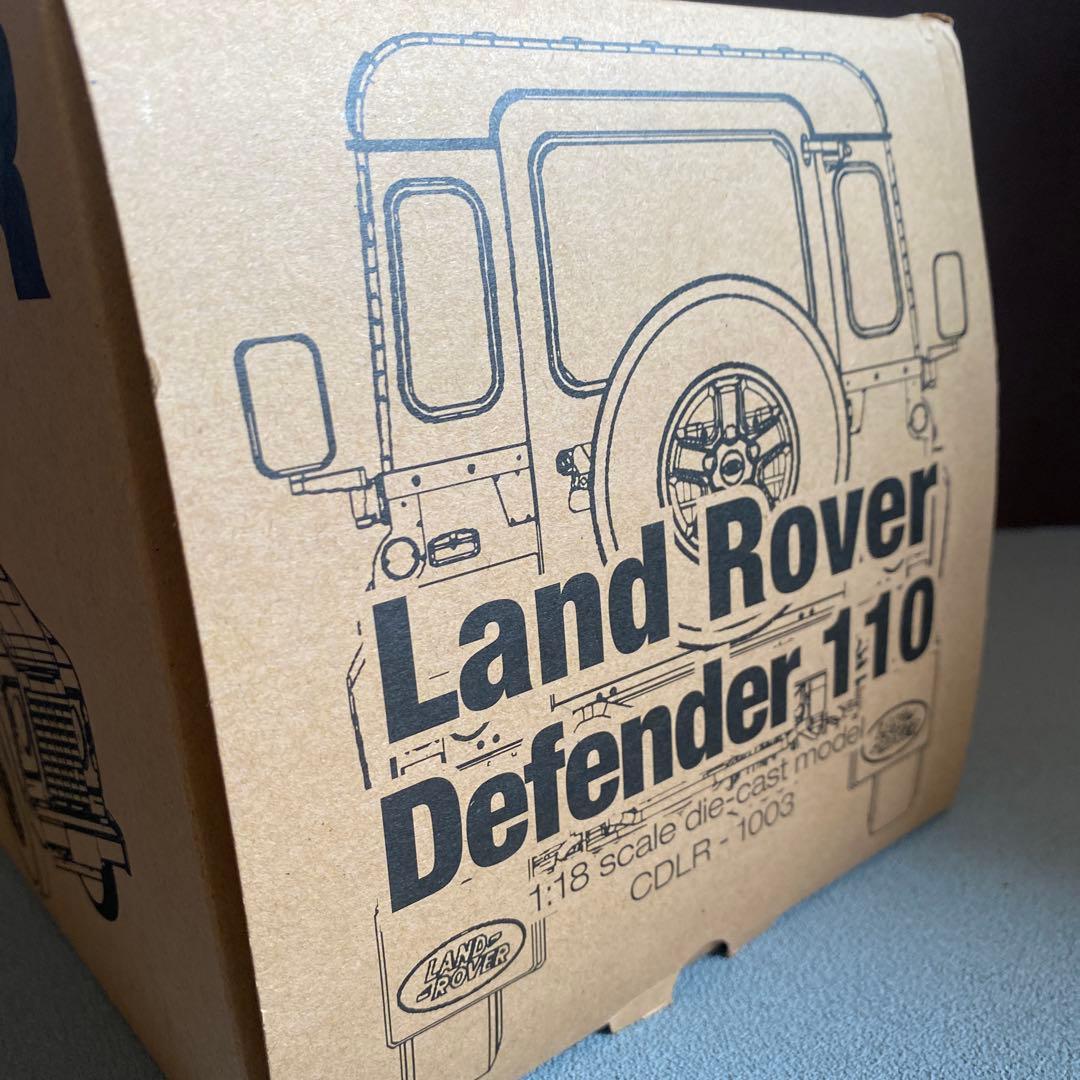 R
Land Rover
Defender 110
1:18 scale die-cast model
CDLR - 1003
LAND-
-ROVER